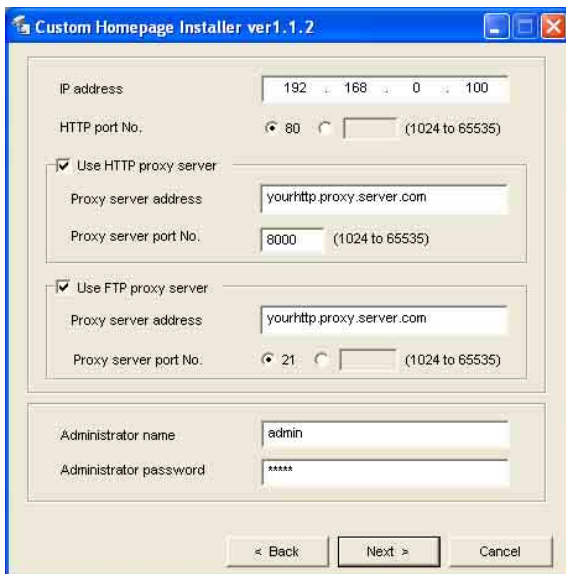 Custom Homepage Installer ver1.1.2
IP address 192 . 168 . 0 . 100
HTTP port No. 80 (1024 to 65535)
Use HTTP proxy server
Proxy server address yourhttp.proxy.server.com
Proxy server port No. 8000 (1024 to 65535)
Use FTP proxy server
Proxy server address yourhttp.proxy.server.com
Proxy server port No. 21 (1024 to 65535)
Administrator name admin
Administrator password *****
< Back Next > Cancel